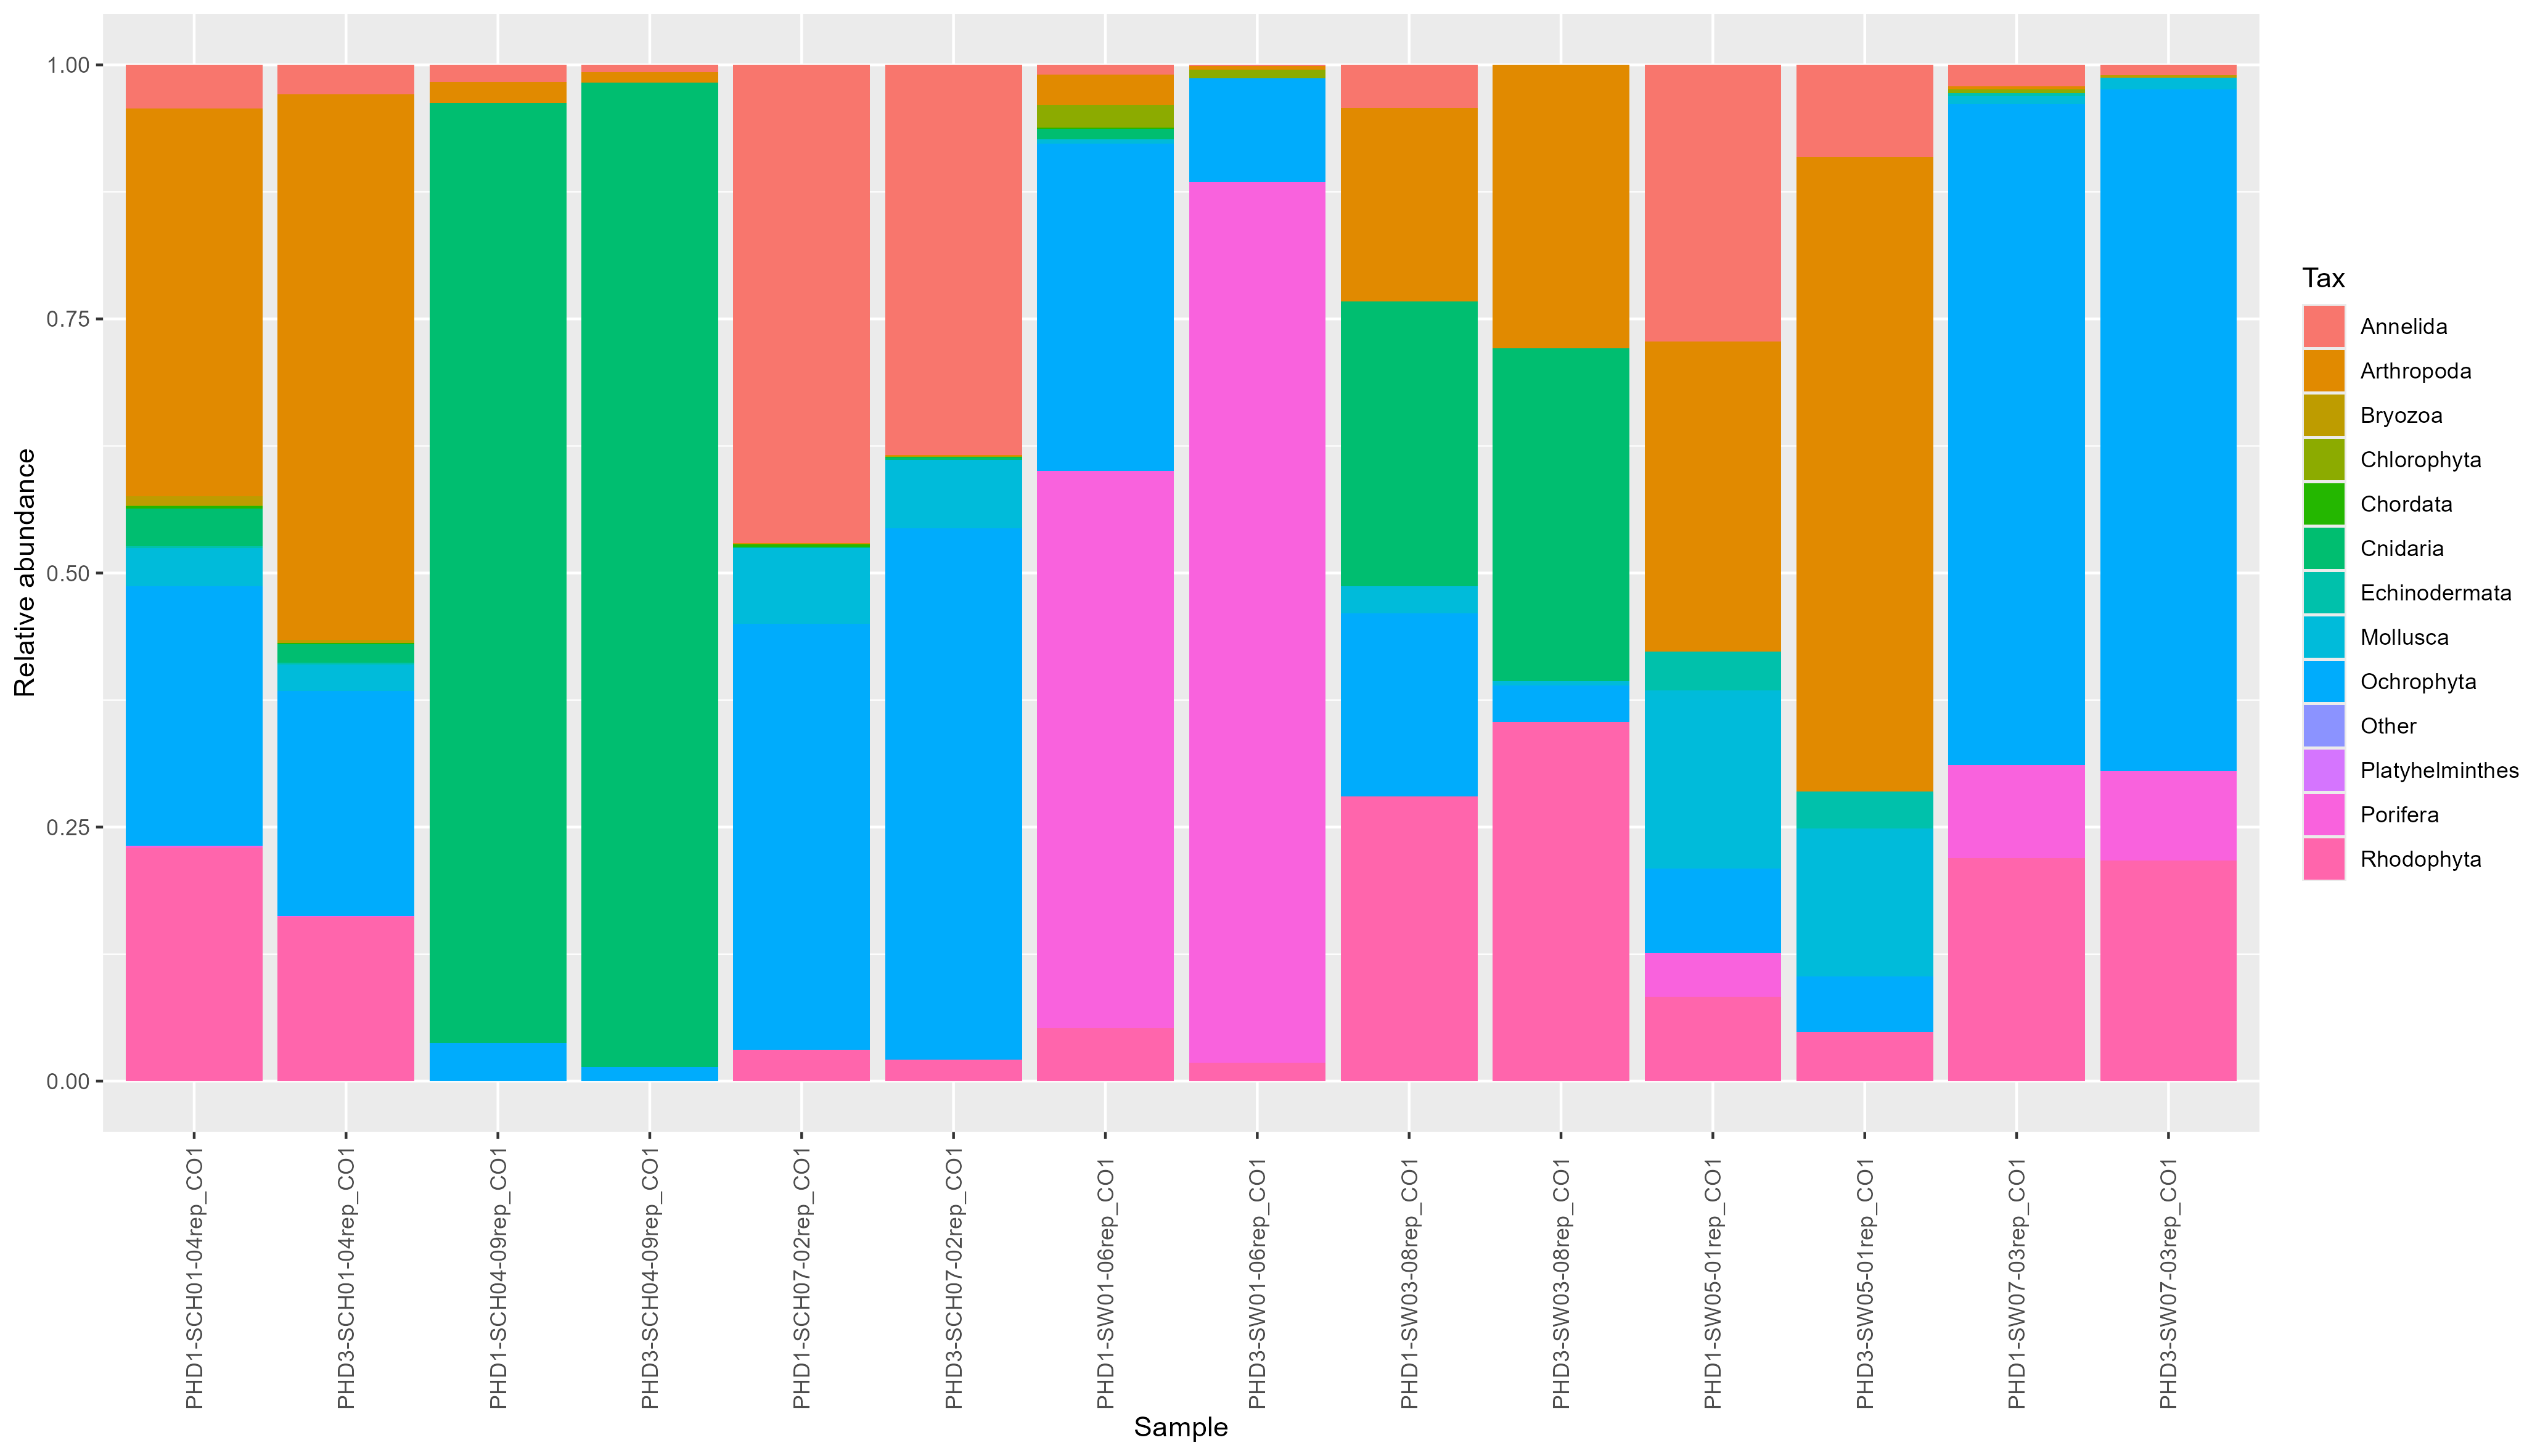 Relative abundance
1.00
0.75
0.50
0.25
0.00
PHD1-SCH01-04rep_CO1
PHD3-SCH01-04rep_CO1
PHD1-SCH04-09rep_CO1
PHD3-SCH04-09rep_CO1
PHD1-SCH07-02rep_CO1
PHD3-SCH07-02rep_CO1
PHD1-SW01-06rep_CO1
PHD3-SW01-06rep_CO1
PHD1-SW03-08rep_CO1
PHD3-SW03-08rep_CO1
PHD1-SW05-01rep_CO1
PHD3-SW05-01rep_CO1
PHD1-SW07-03rep_CO1
PHD3-SW07-03rep_CO1
Sample
Tax
Annelida
Arthropoda
Bryozoa
Chlorophyta
Chordata
Cnidaria
Echinodermata
Mollusca
Ochrophyta
Other
Platyhelminthes
Porifera
Rhodophyta